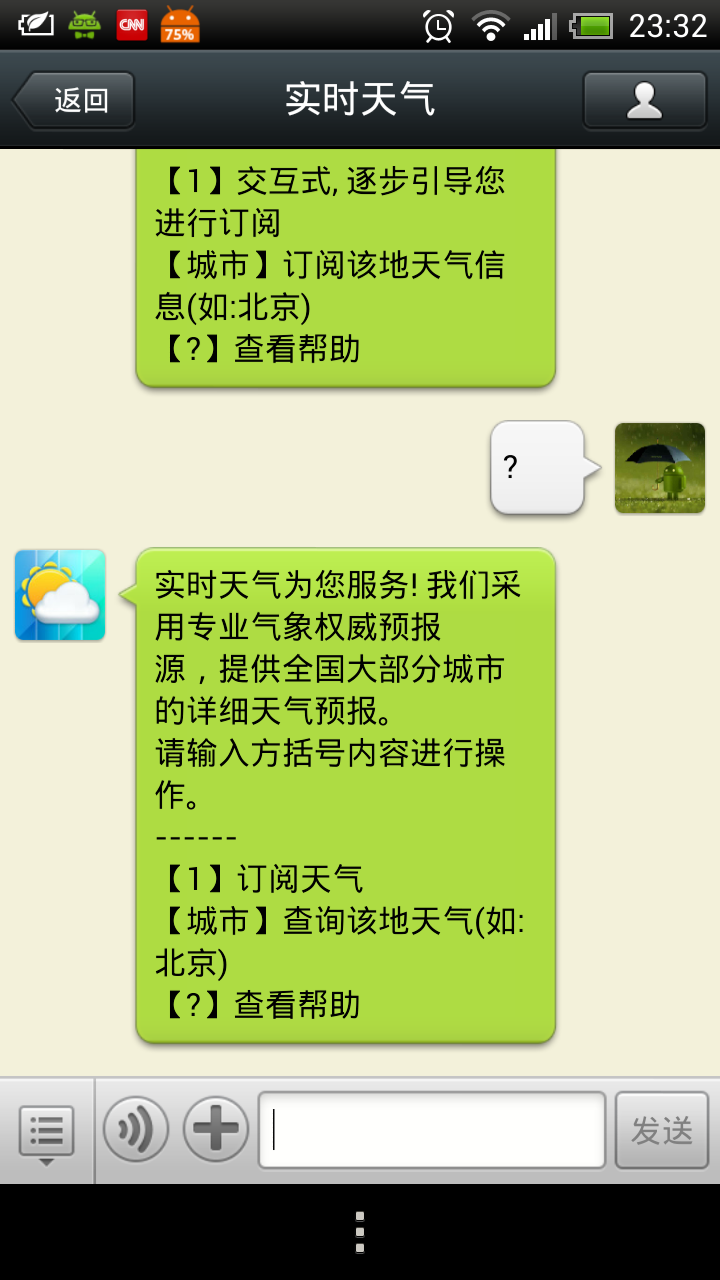 CNN
75%
23:32
返回
实时天气
【1】交互式, 逐步引导您
进行订阅
【城市】订阅该地天气信
息(如:北京)
【?】查看帮助
?
实时天气为您服务! 我们采
用专业气象权威预报
源，提供全国大部分城市
的详细天气预报。
请输入方括号内容进行操
作。
------
【1】订阅天气
【城市】查询该地天气(如:
北京)
【?】查看帮助
发送